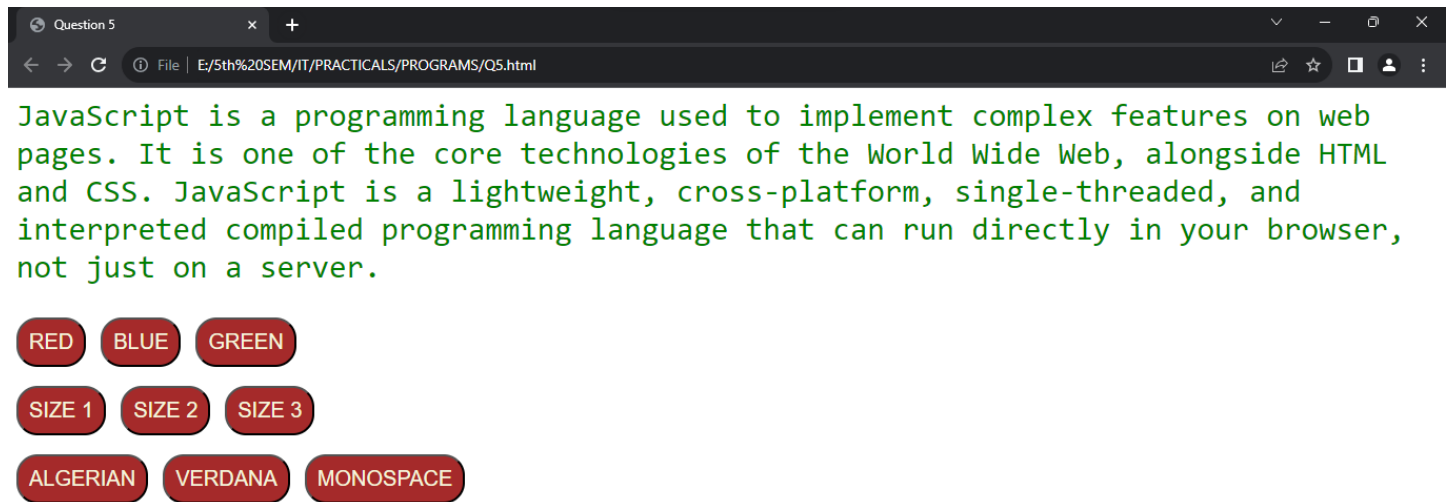 Question 5
File | E:/5th%20SEM/IT/PRACTICALS/PROGRAMS/Q5.html
JavaScript is a programming language used to implement complex features on web
pages. It is one of the core technologies of the World Wide Web, alongside HTML
and CSS. JavaScript is a lightweight, cross-platform, single-threaded, and
interpreted compiled programming language that can run directly in your browser,
not just on a server.
RED BLUE GREEN
SIZE 1 SIZE 2 SIZE 3
ALGERIAN VERDANA MONOSPACE